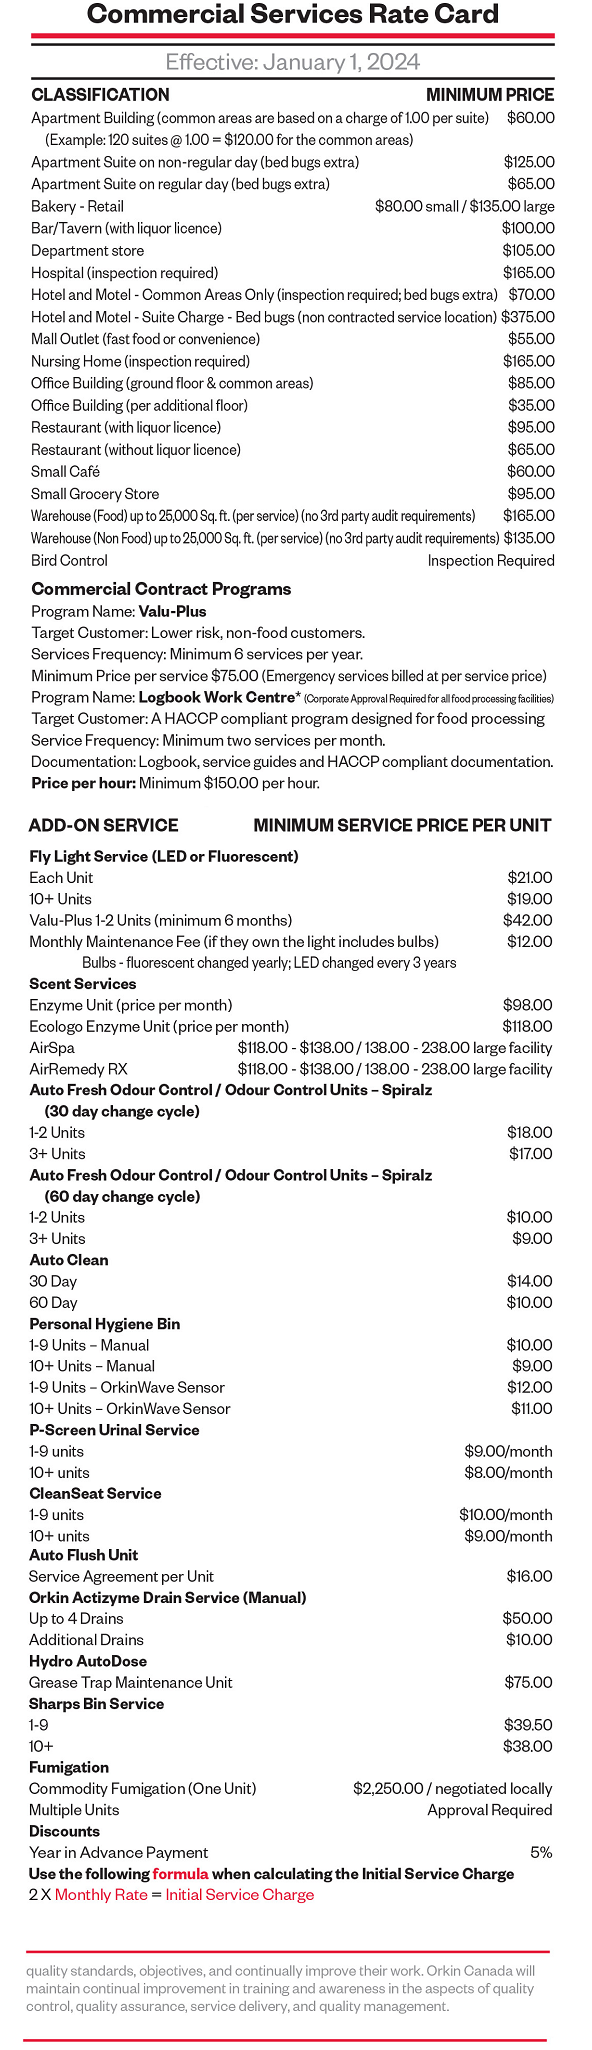 Commercial Services Rate Card
Effective: January 1, 2024
CLASSIFICATION MINIMUM PRICE
Apartment Building (common areas are based on a charge of 1.00 per suite) $60.00
(Example: 120 suites @ 1.00 = $120.00 for the common areas)
Apartment Suite on non-regular day (bed bugs extra) $125.00
Apartment Suite on regular day (bed bugs extra) $65.00
Bakery - Retail $80.00 small / $135.00 large
Bar/Tavern (with liquor licence) $100.00
Department store $105.00
Hospital (inspection required) $165.00
Hotel and Motel - Common Areas Only (inspection required; bed bugs extra) $70.00
Hotel and Motel - Suite Charge - Bed bugs (non contracted service location) $375.00
Mall Outlet (fast food or convenience) $55.00
Nursing Home (inspection required) $165.00
Office Building (ground floor & common areas) $85.00
Office Building (per additional floor) $35.00
Restaurant (with liquor licence) $95.00
Restaurant (without liquor licence) $65.00
Small Café $60.00
Small Grocery Store $95.00
Warehouse (Food) up to 25,000 Sq. ft. (per service) (no 3rd party audit requirements) $165.00
Warehouse (Non Food) up to 25,000 Sq. ft. (per service) (no 3rd party audit requirements) $135.00
Bird Control Inspection Required
Commercial Contract Programs
Program Name: Valu-Plus
Target Customer: Lower risk, non-food customers.
Services Frequency: Minimum 6 services per year.
Minimum Price per service $75.00 (Emergency services billed at per service price)
Program Name: Logbook Work Centre* (Corporate Approval Required for all food processing facilities)
Target Customer: A HACCP compliant program designed for food processing
Service Frequency: Minimum two services per month.
Documentation: Logbook, service guides and HACCP compliant documentation.
Price per hour: Minimum $150.00 per hour.
ADD-ON SERVICE MINIMUM SERVICE PRICE PER UNIT
Fly Light Service (LED or Fluorescent)
Each Unit $21.00
10+ Units $19.00
Valu-Plus 1-2 Units (minimum 6 months) $42.00
Monthly Maintenance Fee (if they own the light includes bulbs) $12.00
Bulbs - fluorescent changed yearly; LED changed every 3 years
Scent Services
Enzyme Unit (price per month) $98.00
Ecologo Enzyme Unit (price per month) $118.00
AirSpa $118.00 - $138.00 / 138.00 - 238.00 large facility
AirRemedy RX $118.00 - $138.00 / 138.00 - 238.00 large facility
Auto Fresh Odour Control / Odour Control Units – Spiralz
(30 day change cycle)
1-2 Units $18.00
3+ Units $17.00
Auto Fresh Odour Control / Odour Control Units – Spiralz
(60 day change cycle)
1-2 Units $10.00
3+ Units $9.00
Auto Clean
30 Day $14.00
60 Day $10.00
Personal Hygiene Bin
1-9 Units – Manual $10.00
10+ Units – Manual $9.00
1-9 Units – OrkinWave Sensor $12.00
10+ Units – OrkinWave Sensor $11.00
P-Screen Urinal Service
1-9 units $9.00/month
10+ units $8.00/month
CleanSeat Service
1-9 units $10.00/month
10+ units $9.00/month
Auto Flush Unit
Service Agreement per Unit $16.00
Orkin Actizyme Drain Service (Manual)
Up to 4 Drains $50.00
Additional Drains $10.00
Hydro AutoDose
Grease Trap Maintenance Unit $75.00
Sharps Bin Service
1-9 $39.50
10+ $38.00
Fumigation
Commodity Fumigation (One Unit) $2,250.00 / negotiated locally
Multiple Units Approval Required
Discounts
Year in Advance Payment 5%
Use the following formula when calculating the Initial Service Charge
2 X Monthly Rate = Initial Service Charge
quality standards, objectives, and continually improve their work. Orkin Canada will
maintain continual improvement in training and awareness in the aspects of quality
control, quality assurance, service delivery, and quality management.